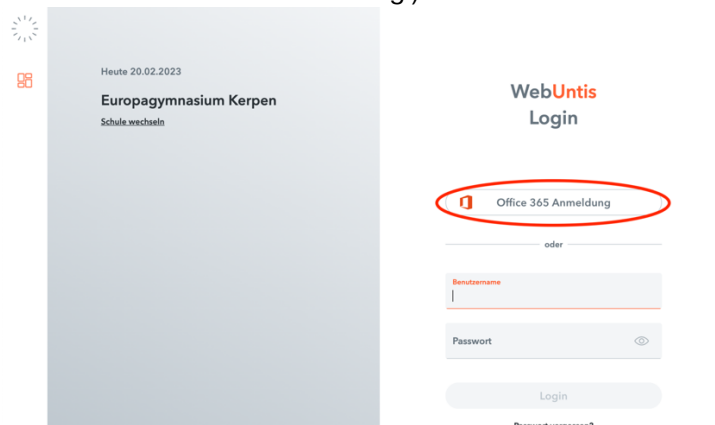 Heute 20.02.2023
Europagymnasium Kerpen
Schule wechseln
WebUntis
Login
Office 365 Anmeldung
oder
Benutzername
Passwort
Login